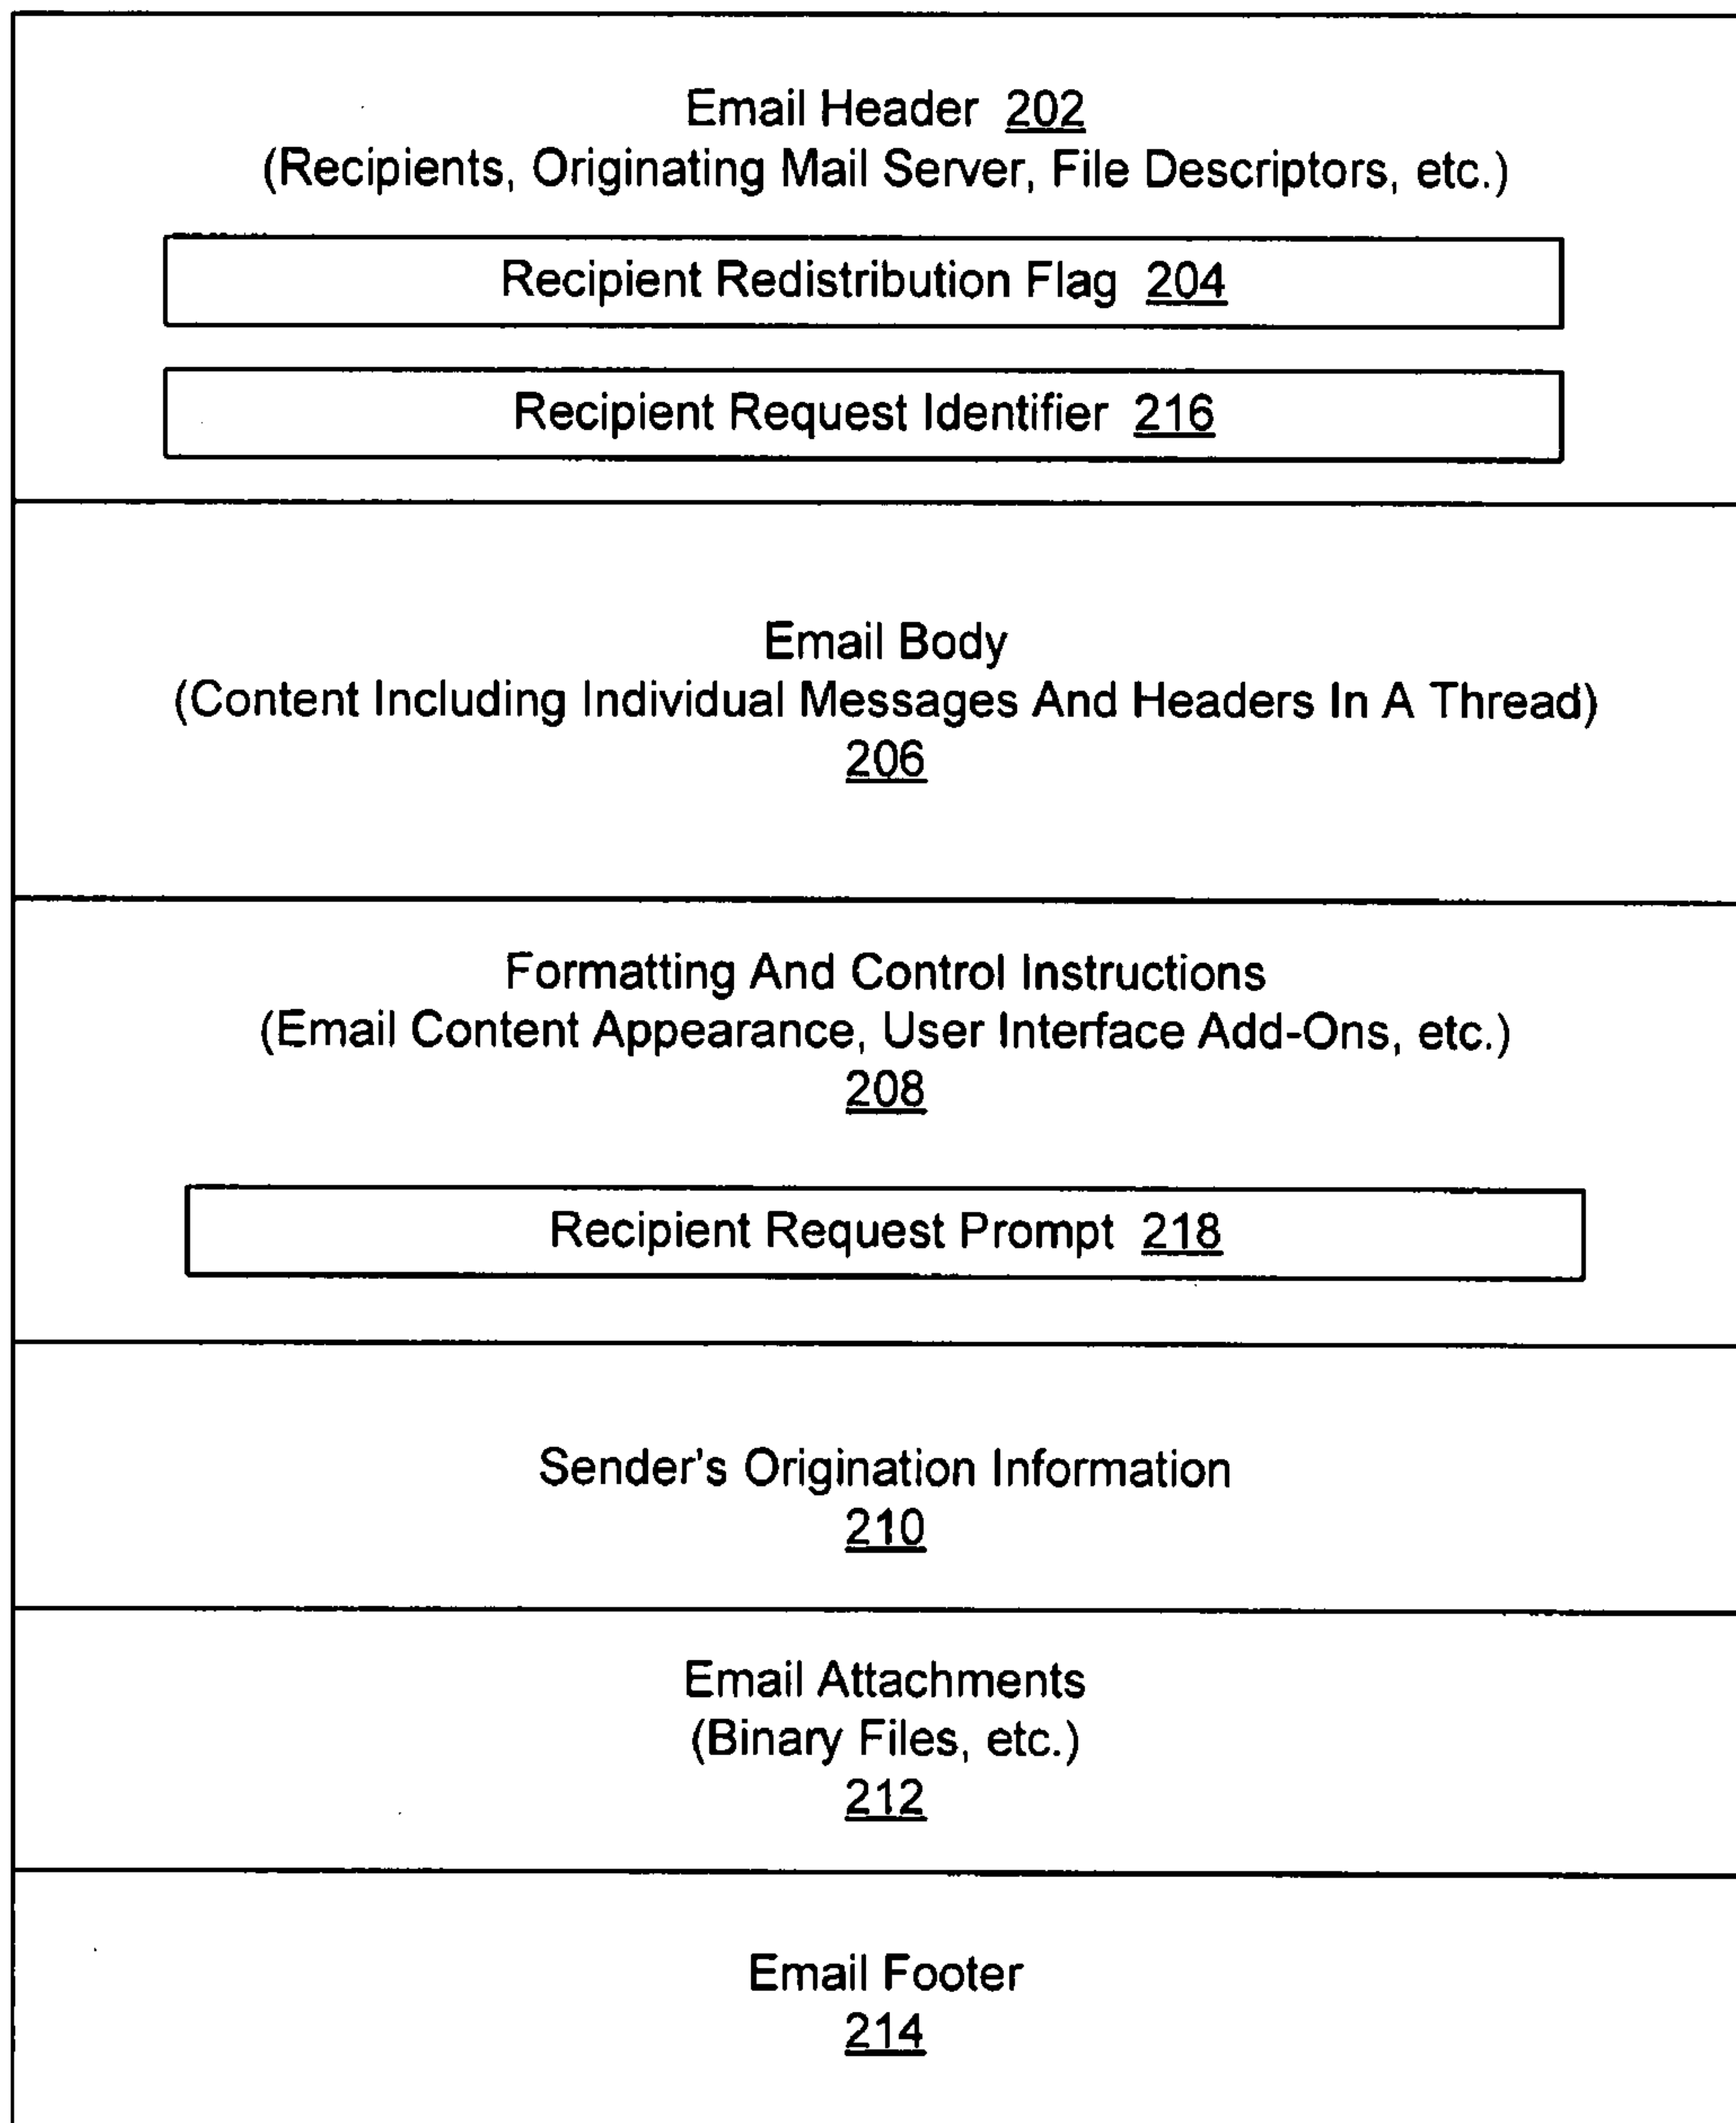 Email Header 202
(Recipients, Originating Mail Server, File Descriptors, etc.)
Recipient Redistribution Flag 204
Recipient Request Identifier 216
Email Body
(Content Including Individual Messages And Headers In A Thread)
206
Formatting And Control Instructions
(Email Content Appearance, User Interface Add-Ons, etc.)
208
Recipient Request Prompt 218
Sender's Origination Information
210
Email Attachments
(Binary Files, etc.)
212
Email Footer
214